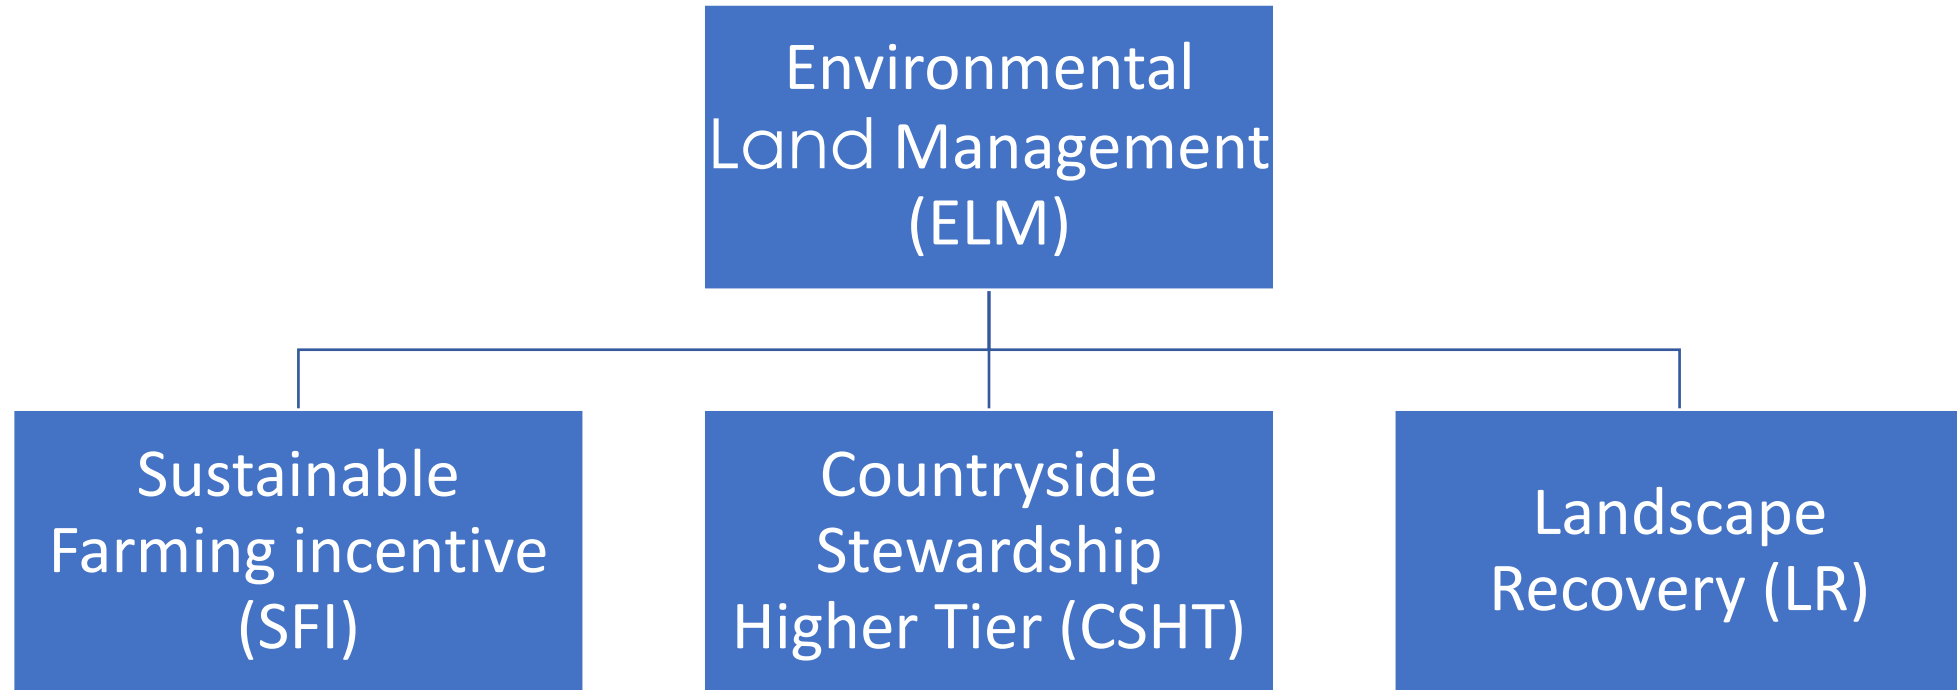 Environmental
Land Management
(ELM)
Sustainable
Farming incentive
(SFI)
Countryside
Stewardship
Higher Tier (CSHT)
Landscape
Recovery (LR)